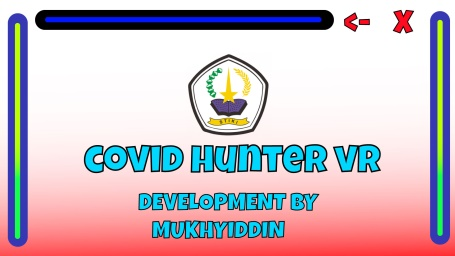 <- X
COVID HUNTER VR
DEVELOPMENT BY
MUKHYIDDIN